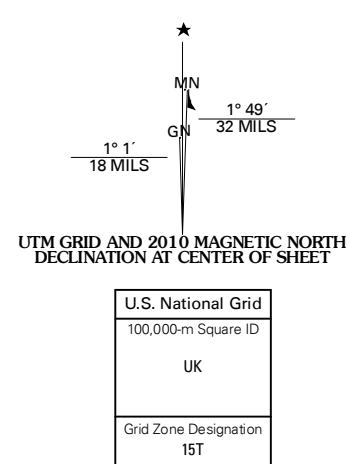 MN
1° 49´
32 MILS
GN
1° 1´
18 MILS
UTM GRID AND 2010 MAGNETIC NORTH
DECLINATION AT CENTER OF SHEET
U.S. National Grid
100,000-m Square ID
UK
Grid Zone Designation
15T